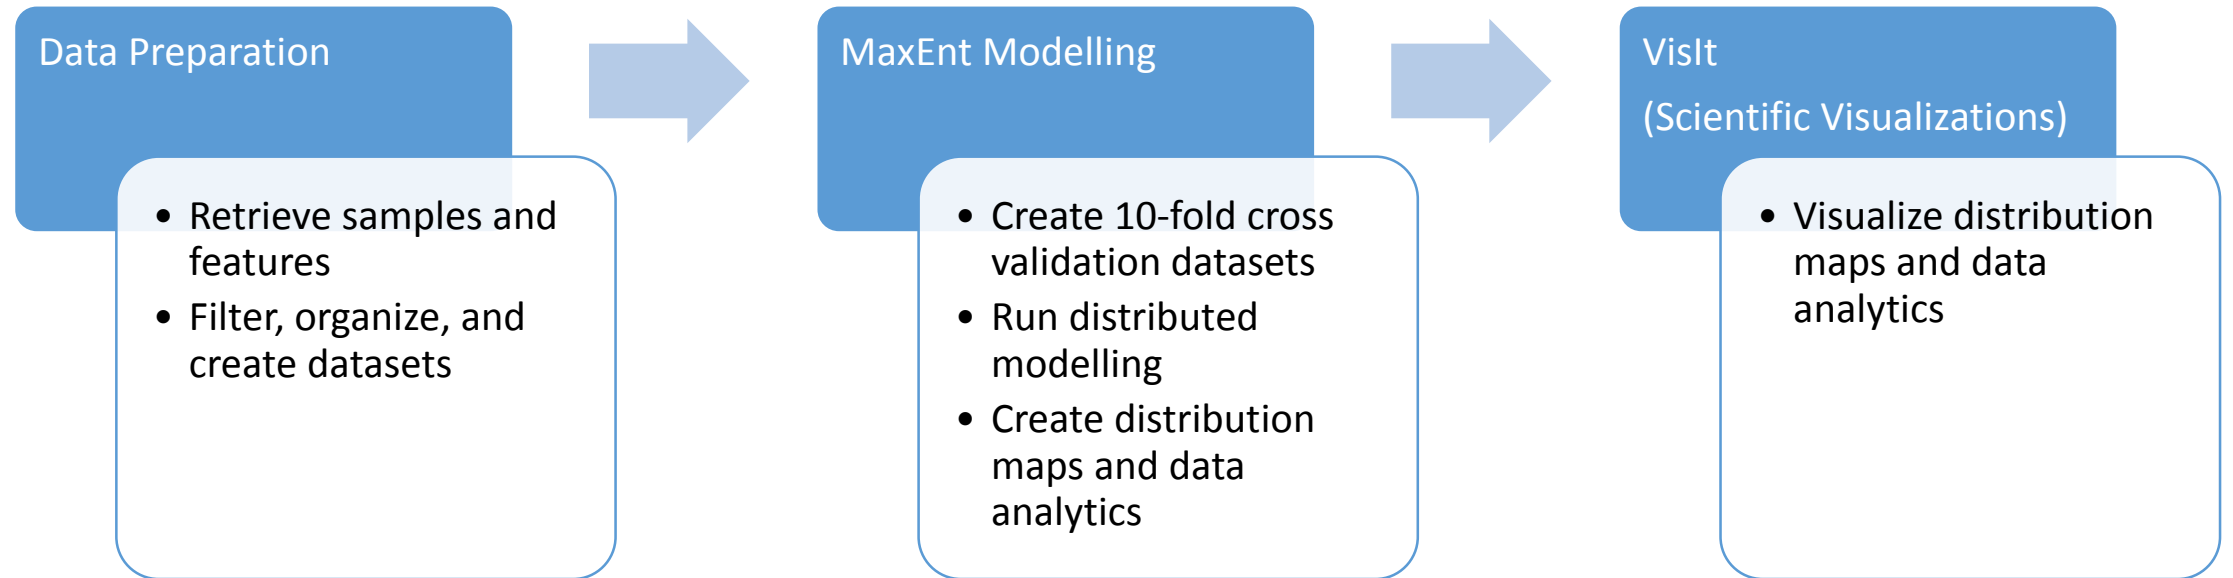 Data Preparation
• Retrieve samples and
features
• Filter, organize, and
create datasets
MaxEnt Modelling
• Create 10-fold cross
validation datasets
• Run distributed
modelling
• Create distribution
maps and data
analytics
VisIt
(Scientific Visualizations)
• Visualize distribution
maps and data
analytics